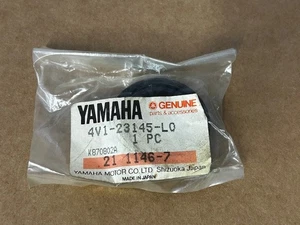 YAMAHA GENUINE
parts & accessories
4V1-23145-L0
1 PC
K870802A
21 1146-7
YAMAHA MOTOR CO.,LTD. Shizuoka Japan
MADE IN JAPAN